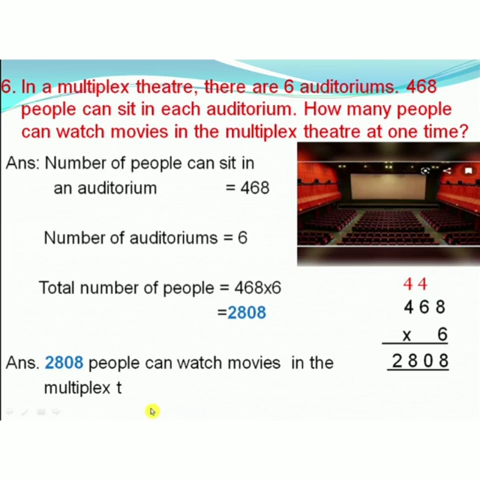 6. In a multiplex theatre, there are 6 auditoriums. 468
people can sit in each auditorium. How many people
can watch movies in the multiplex theatre at one time?
Ans: Number of people can sit in
an auditorium = 468
Number of auditoriums = 6
Total number of people = 468x6
=2808
4 4
4 6 8
x 6
2 8 0 8
Ans. 2808 people can watch movies in the
multiplex t